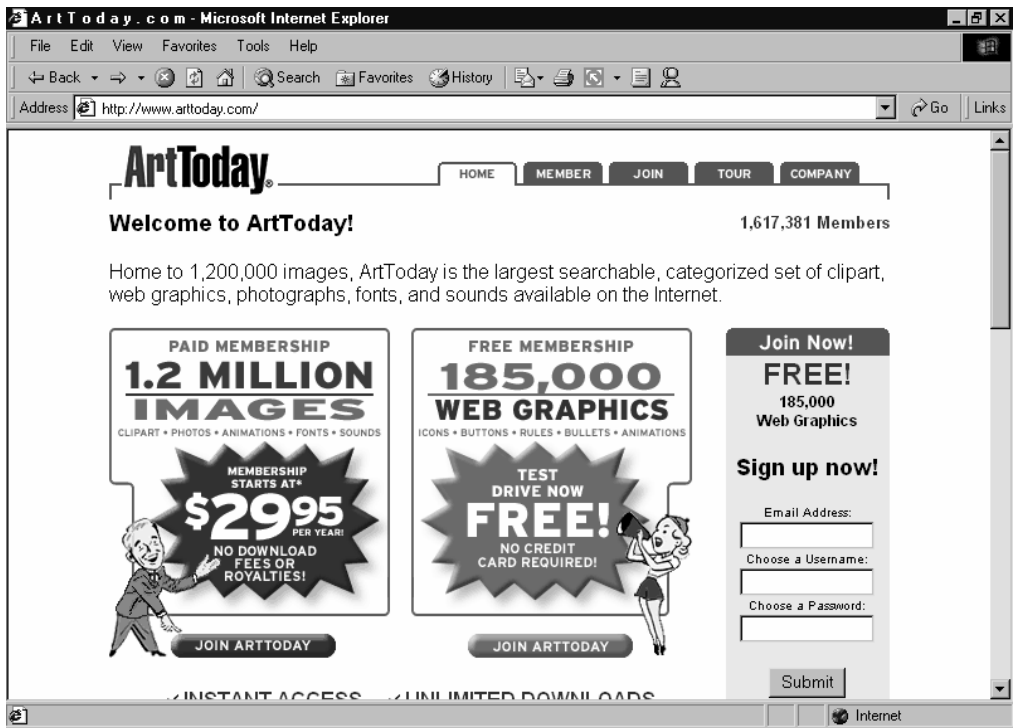 A r t T o d a y . c o m - Microsoft Internet Explorer
File Edit View Favorites Tools Help
Back Search Favorites History
Address http://www.arttoday.com/ Go Links
ArtToday®
HOME MEMBER JOIN TOUR COMPANY
Welcome to ArtToday!
1,617,381 Members
Home to 1,200,000 images, ArtToday is the largest searchable, categorized set of clipart,
web graphics, photographs, fonts, and sounds available on the Internet.
PAID MEMBERSHIP
1.2 MILLION
IMAGES
CLIPART • PHOTOS • ANIMATIONS • FONTS • SOUNDS
MEMBERSHIP
STARTS AT*
$2995
PER YEAR!
NO DOWNLOAD
FEES OR
ROYALTIES!
JOIN ARTTODAY
FREE MEMBERSHIP
185,000
WEB GRAPHICS
ICONS • BUTTONS • RULES • BULLETS • ANIMATIONS
TEST
DRIVE NOW
FREE!
NO CREDIT
CARD REQUIRED!
JOIN ARTTODAY
Join Now!
FREE!
185,000
Web Graphics
Sign up now!
Email Address:
Choose a Username:
Choose a Password:
Submit
✓INSTANT ACCESS ✓UNLIMITED DOWNLOADS
Internet